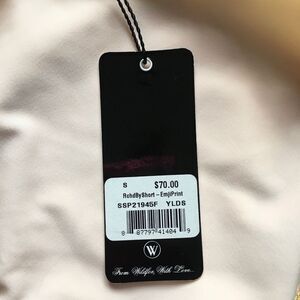 S $70.00
RchdByShort - EmjiPrint
SSP21945F YLDS
8 87797 41404 9
W
From Wildfox, With Love...